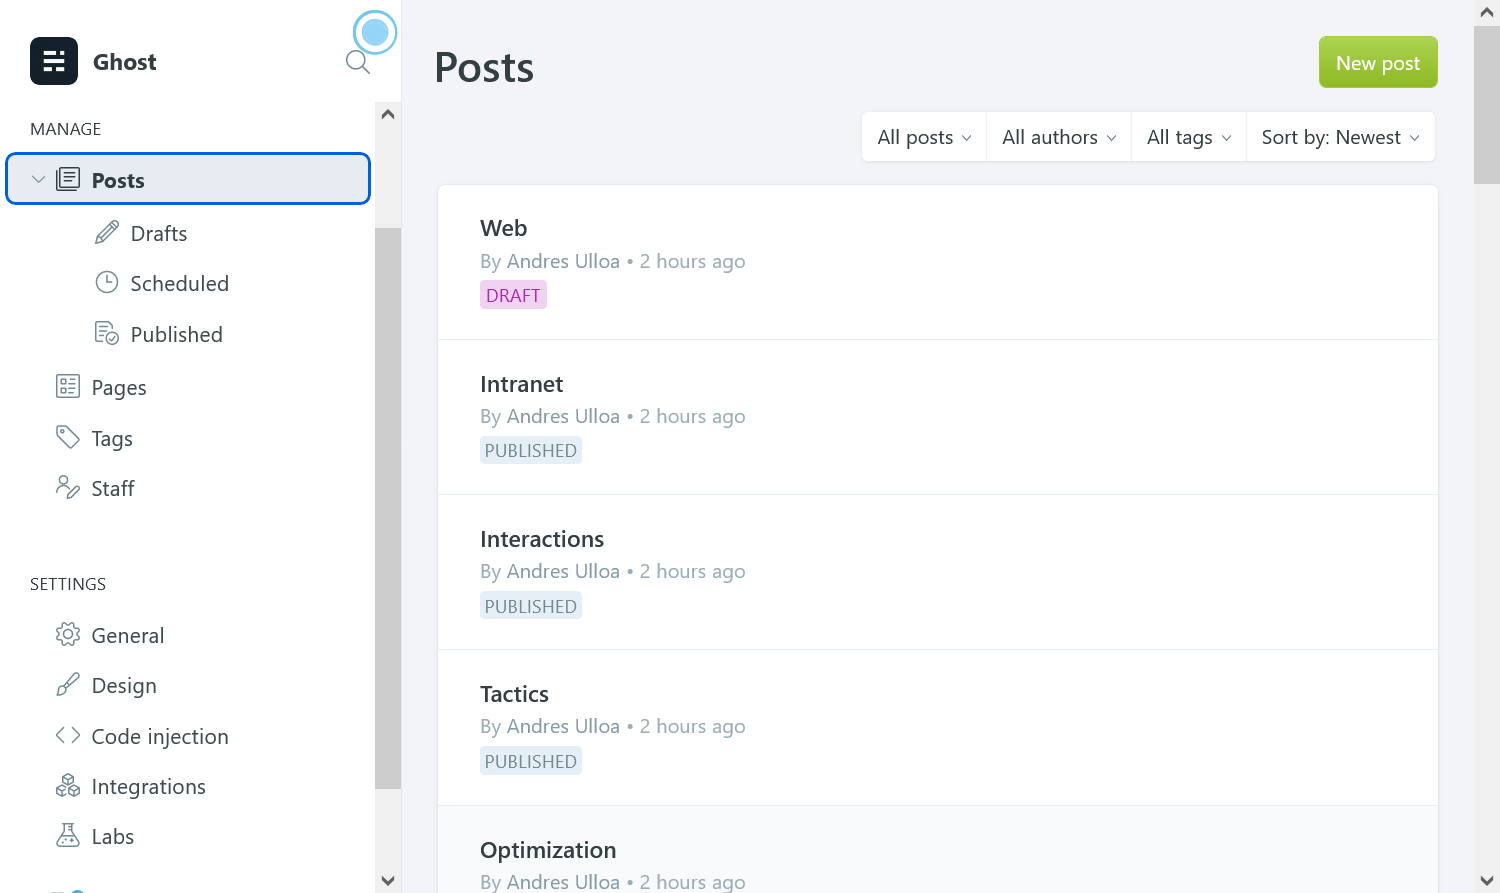 Ghost
MANAGE
Posts
Drafts
Scheduled
Published
Pages
Tags
Staff
SETTINGS
General
Design
Code injection
Integrations
Labs
Posts
New post
All posts
All authors
All tags
Sort by: Newest
Web
By Andres Ulloa • 2 hours ago
DRAFT
Intranet
By Andres Ulloa • 2 hours ago
PUBLISHED
Interactions
By Andres Ulloa • 2 hours ago
PUBLISHED
Tactics
By Andres Ulloa • 2 hours ago
PUBLISHED
Optimization
By Andres Ulloa • 2 hours ago